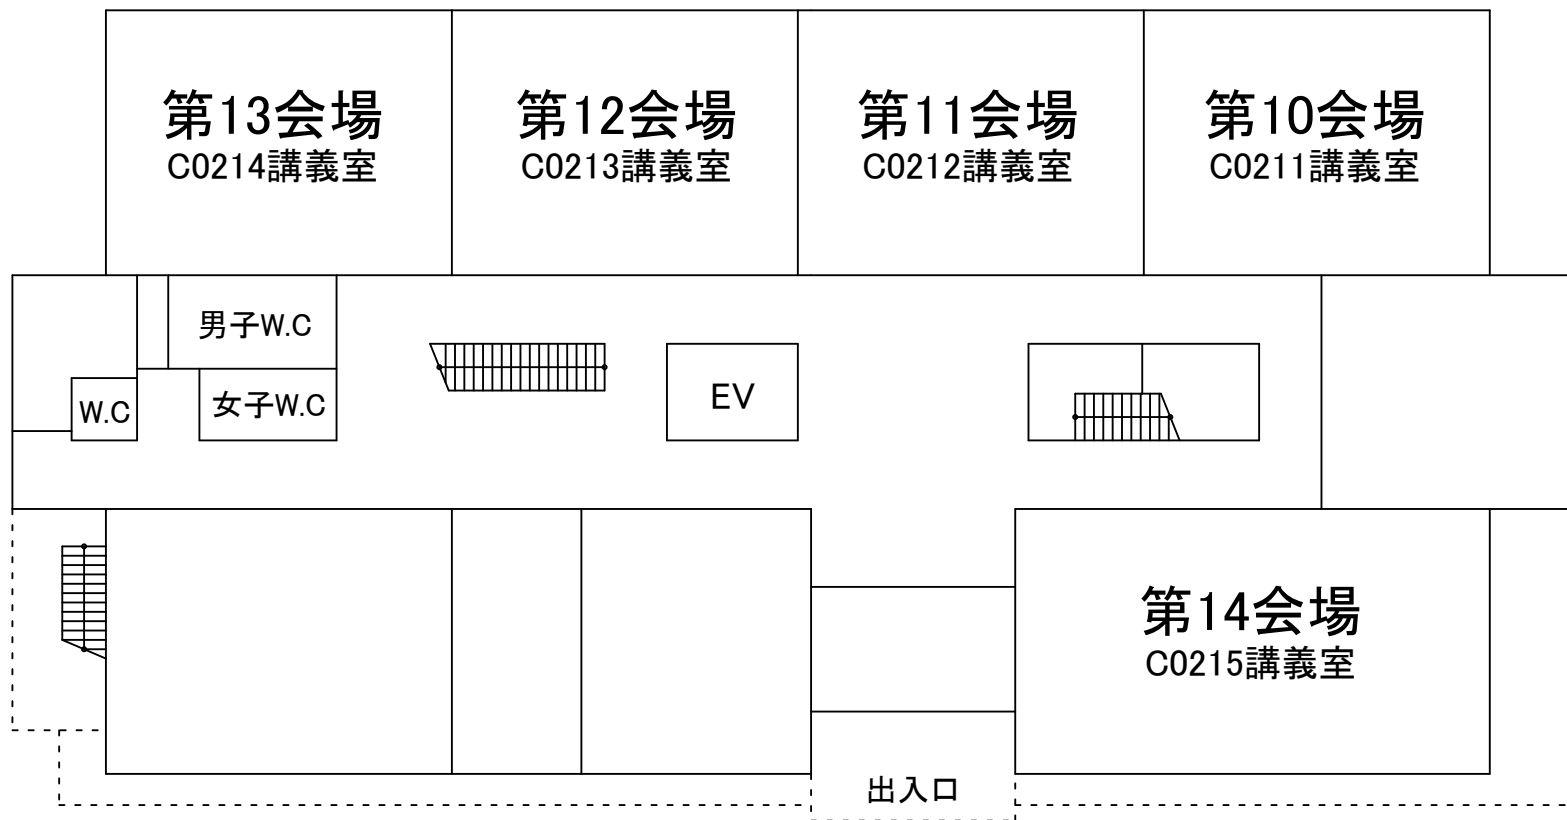 第13会場
C0214講義室
第12会場
C0213講義室
第11会場
C0212講義室
第10会場
C0211講義室
男子W.C
女子W.C
W.C
EV
第14会場
C0215講義室
出入口